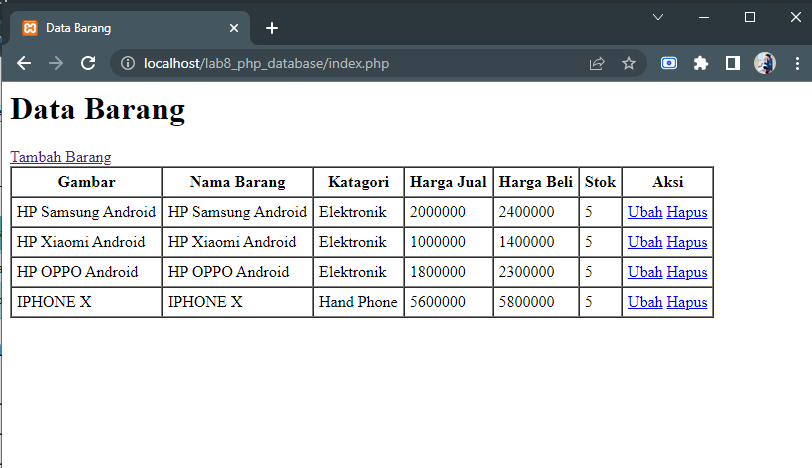 Data Barang
localhost/lab8_php_database/index.php
Data Barang
Tambah Barang
Gambar Nama Barang Katagori Harga Jual Harga Beli Stok Aksi
HP Samsung Android HP Samsung Android Elektronik 2000000 2400000 5 Ubah Hapus
HP Xiaomi Android HP Xiaomi Android Elektronik 1000000 1400000 5 Ubah Hapus
HP OPPO Android HP OPPO Android Elektronik 1800000 2300000 5 Ubah Hapus
IPHONE X IPHONE X Hand Phone 5600000 5800000 5 Ubah Hapus